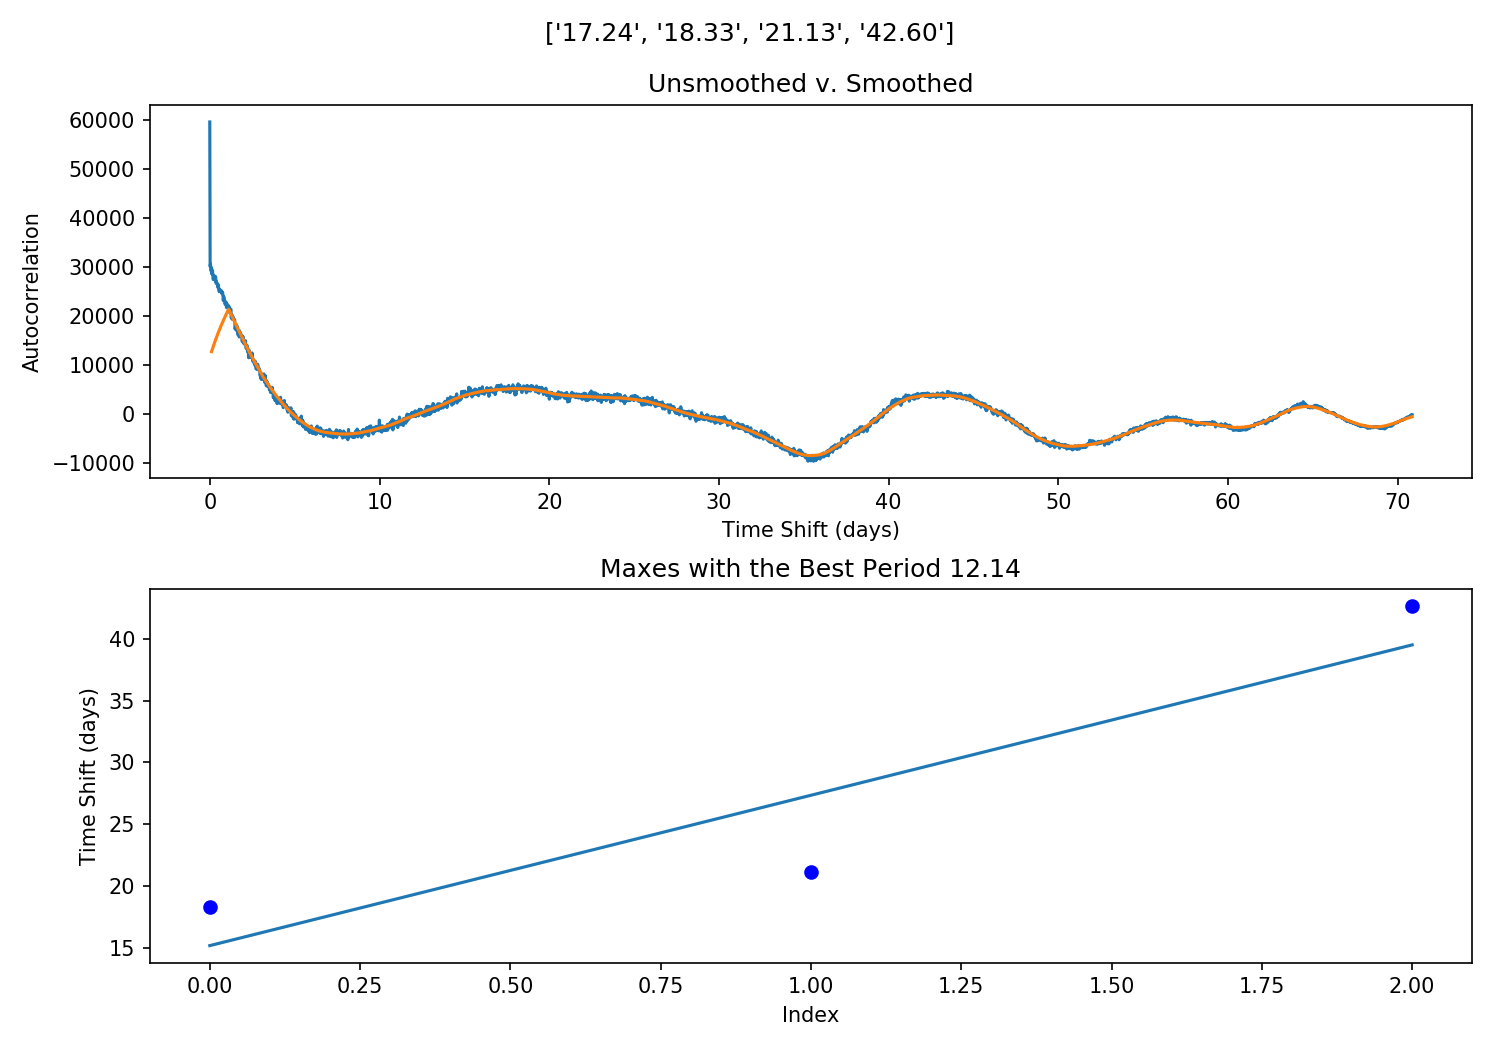 ['17.24', '18.33', '21.13', '42.60']
Unsmoothed v. Smoothed
60000
50000
40000
30000
20000
10000
0
−10000
Autocorrelation
0 10 20 30 40 50 60 70
Time Shift (days)
Maxes with the Best Period 12.14
40
35
30
25
20
15
Time Shift (days)
0.00 0.25 0.50 0.75 1.00 1.25 1.50 1.75 2.00
Index